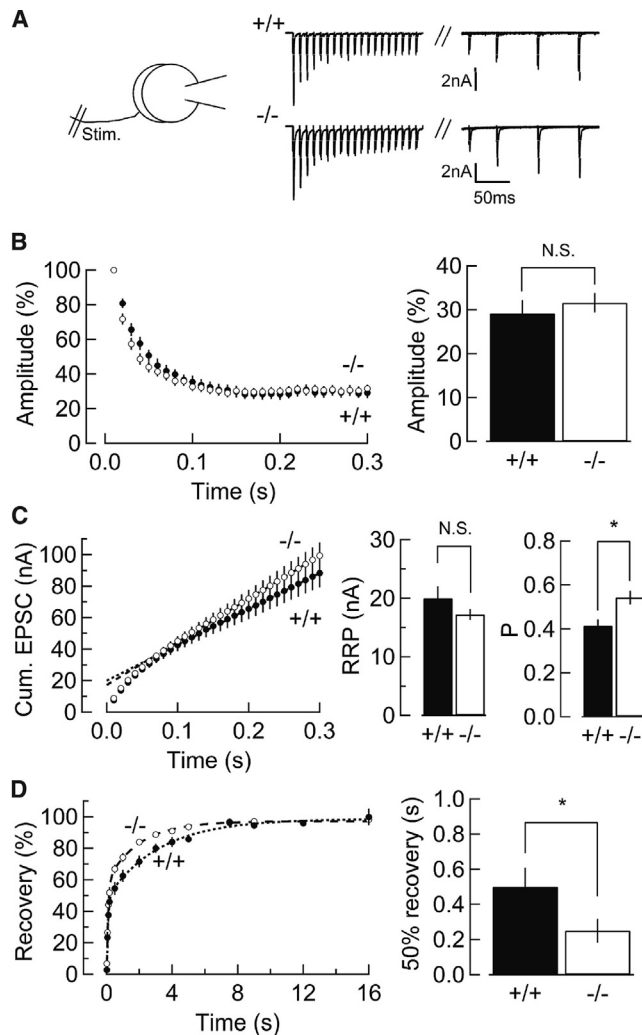 A
+/+
2nA
Stim.
-/-
2nA
50ms
B
Amplitude (%)
100
80
60
40
20
0
-/-
+/+
0.0 0.1 0.2 0.3
Time (s)
Amplitude (%)
40
30
20
10
0
N.S.
+/+ -/-
C
Cum. EPSC (nA)
100
80
60
40
20
0
-/-
+/+
0.0 0.1 0.2 0.3
Time (s)
RRP (nA)
30
20
10
0
N.S.
+/+ -/-
P
0.8
0.6
0.4
0.2
0.0
*
+/+ -/-
D
Recovery (%)
100
80
60
40
20
0
-/-
+/+
0 4 8 12 16
Time (s)
50% recovery (s)
1.0
0.8
0.6
0.4
0.2
0.0
*
+/+ -/-